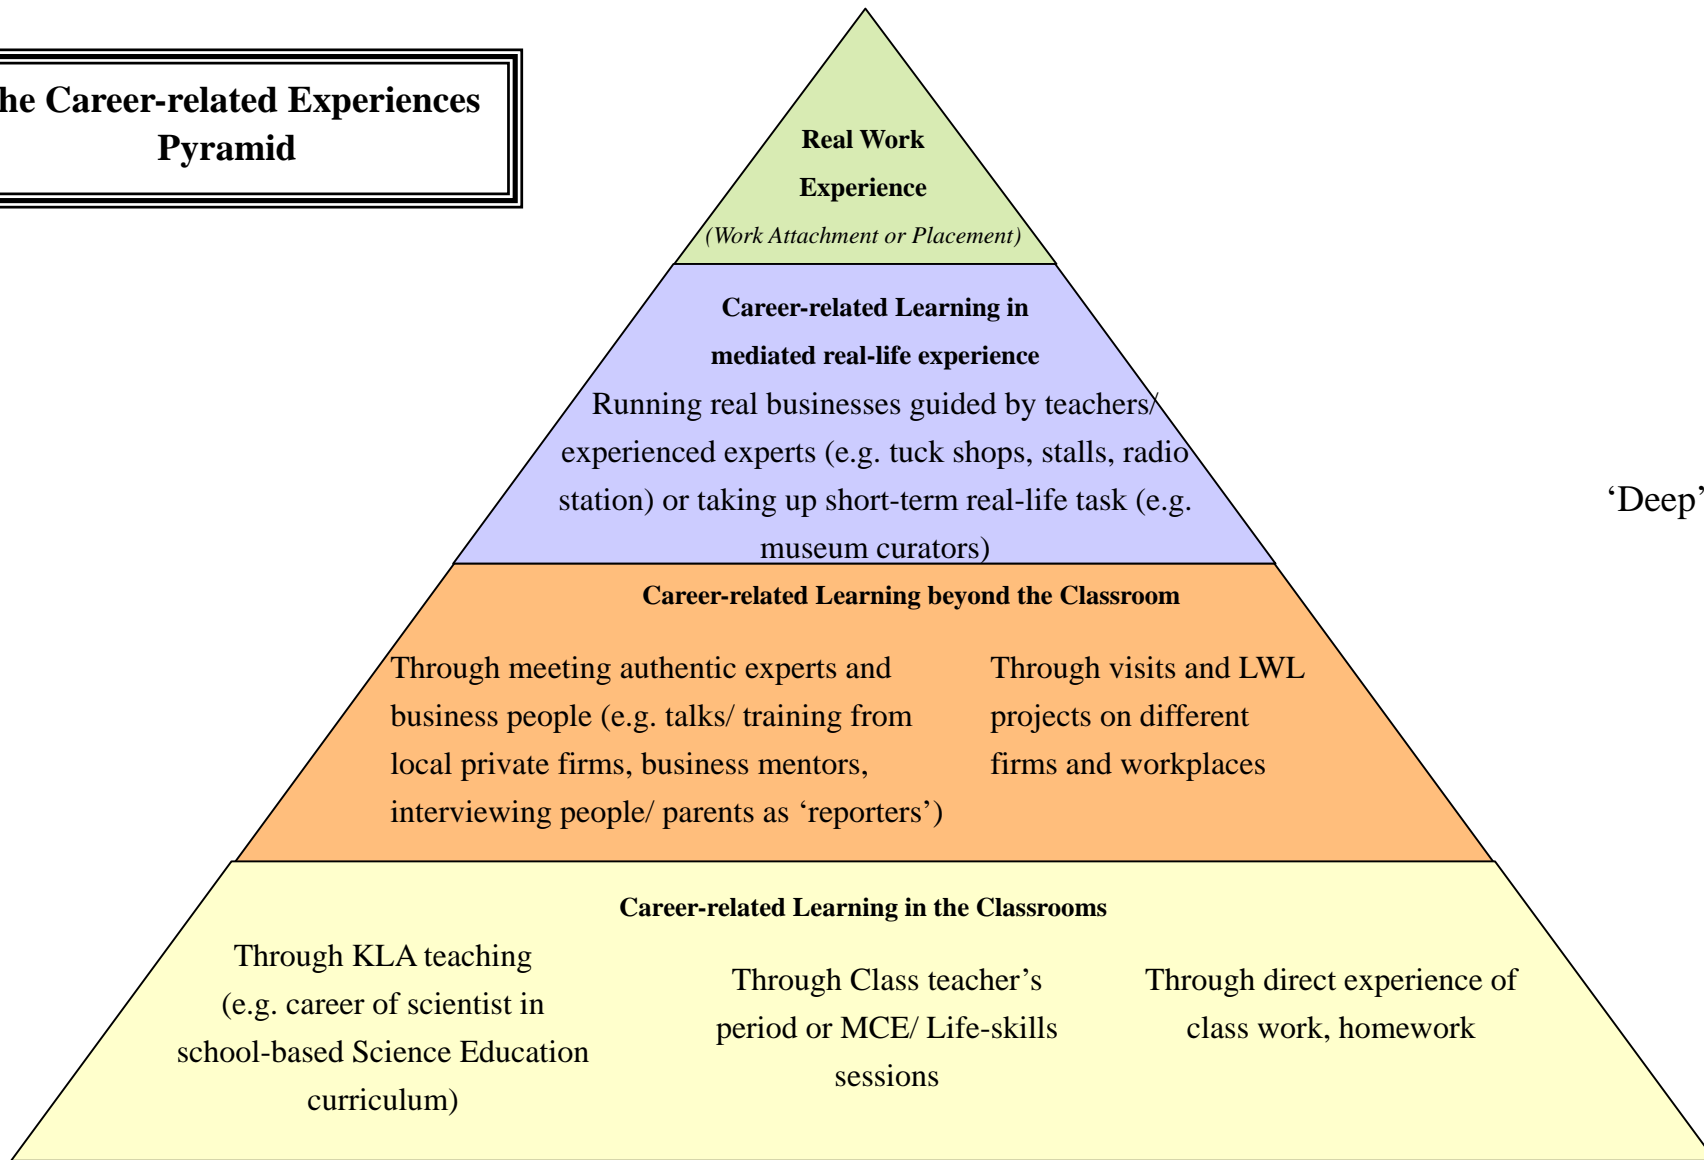 he Career-related Experiences
Pyramid
Real Work
Experience
(Work Attachment or Placement)
Career-related Learning in
mediated real-life experience
Running real businesses guided by teachers/
experienced experts (e.g. tuck shops, stalls, radio
station) or taking up short-term real-life task (e.g.
museum curators)
‘Deep’
Career-related Learning beyond the Classroom
Through meeting authentic experts and
business people (e.g. talks/ training from
local private firms, business mentors,
interviewing people/ parents as ‘reporters’)
Through visits and LWL
projects on different
firms and workplaces
Career-related Learning in the Classrooms
Through KLA teaching
(e.g. career of scientist in
school-based Science Education
curriculum)
Through Class teacher’s
period or MCE/ Life-skills
sessions
Through direct experience of
class work, homework